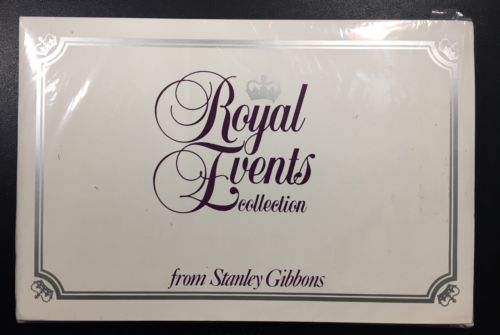 Royal
Events
collection
from Stanley Gibbons